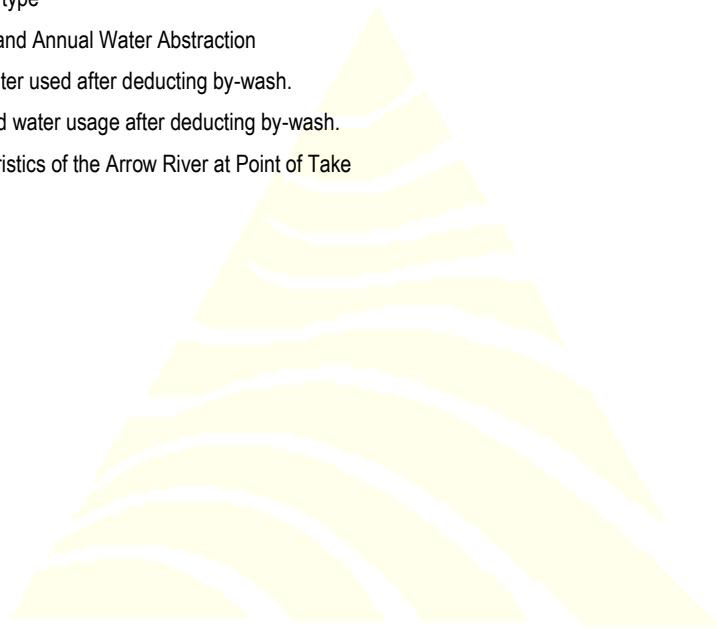 type
and Annual Water Abstraction
ter used after deducting by-wash.
d water usage after deducting by-wash.
ristics of the Arrow River at Point of Take